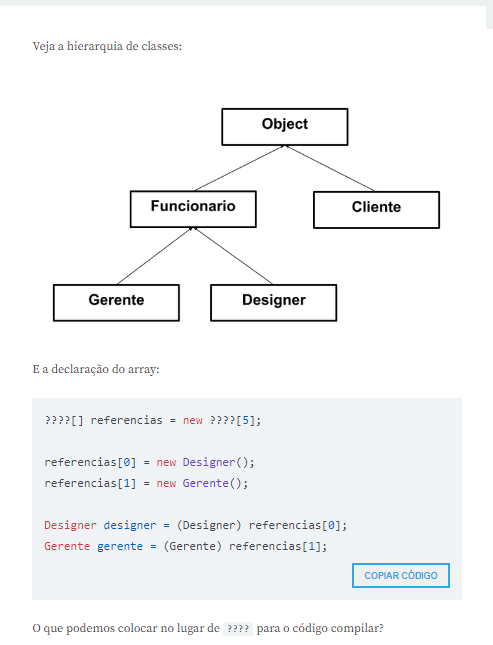 Veja a hierarquia de classes:
Object
Funcionario
Cliente
Gerente
Designer
E a declaração do array:
????[] referencias = new ????[5];
referencias[0] = new Designer();
referencias[1] = new Gerente();
Designer designer = (Designer) referencias[0];
Gerente gerente = (Gerente) referencias[1];
COPIAR CÓDIGO
O que podemos colocar no lugar de ???? para o código compilar?